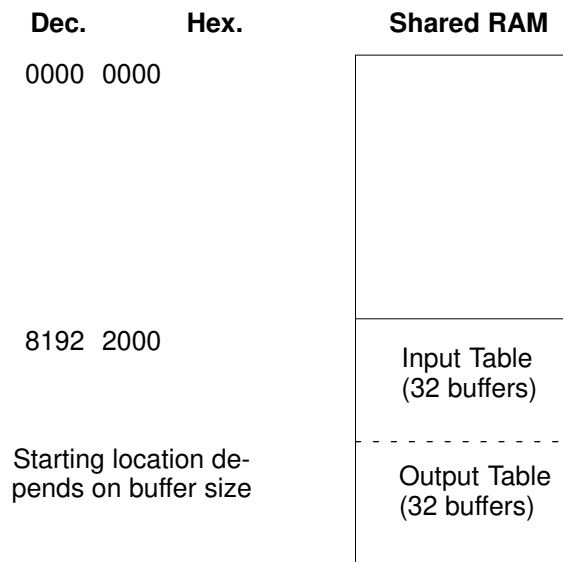 Dec. Hex. Shared RAM
0000 0000
8192 2000
Input Table
(32 buffers)
Starting location de-
pends on buffer size
Output Table
(32 buffers)